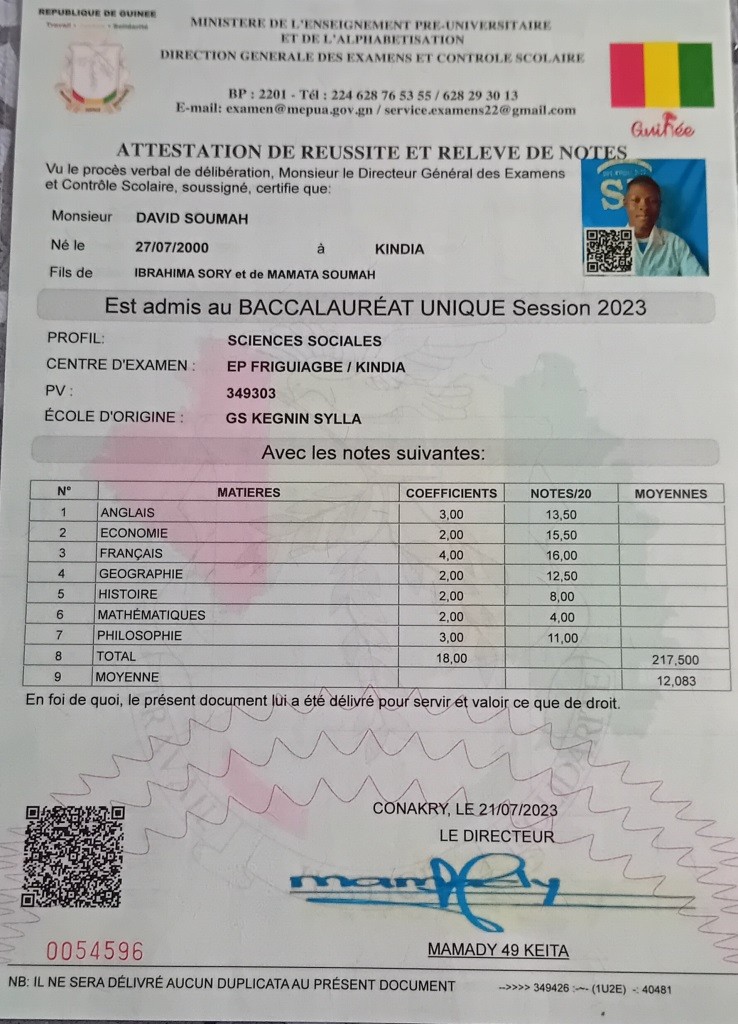 REPUBLIQUE DE GUINEE
Travail - Justice - Solidarité
MINISTERE DE L'ENSEIGNEMENT PRE-UNIVERSITAIRE
ET DE L'ALPHABETISATION
DIRECTION GENERALE DES EXAMENS ET CONTROLE SCOLAIRE
BP : 2201 - Tél : 224 628 76 53 55 / 628 29 30 13
E-mail: examen@mepua.gov.gn / service.examens22@gmail.com
Guinée
ATTESTATION DE REUSSITE ET RELEVE DE NOTES
Vu le procès verbal de délibération, Monsieur le Directeur Général des Examens
et Contrôle Scolaire, soussigné, certifie que:
Monsieur DAVID SOUMAH
Né le 27/07/2000 à KINDIA
Fils de IBRAHIMA SORY et de MAMATA SOUMAH
Est admis au BACCALAURÉAT UNIQUE Session 2023
PROFIL: SCIENCES SOCIALES
CENTRE D'EXAMEN : EP FRIGUIAGBE / KINDIA
PV : 349303
ÉCOLE D'ORIGINE : GS KEGNIN SYLLA
Avec les notes suivantes:
N° MATIERES COEFFICIENTS NOTES/20 MOYENNES
1 ANGLAIS 3,00 13,50
2 ECONOMIE 2,00 15,50
3 FRANÇAIS 4,00 16,00
4 GEOGRAPHIE 2,00 12,50
5 HISTOIRE 2,00 8,00
6 MATHÉMATIQUES 2,00 4,00
7 PHILOSOPHIE 3,00 11,00
8 TOTAL 18,00 217,500
9 MOYENNE 12,083
En foi de quoi, le présent document lui a été délivré pour servir et valoir ce que de droit.
CONAKRY, LE 21/07/2023
LE DIRECTEUR
MAMADY 49 KEITA
0054596
NB: IL NE SERA DÉLIVRÉ AUCUN DUPLICATA AU PRÉSENT DOCUMENT
->>>> 349426 :-~- (1U2E) -: 40481